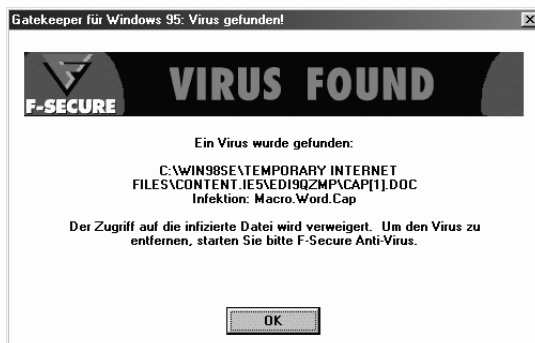 Gatekeeper für Windows 95: Virus gefunden!
F-SECURE
VIRUS FOUND
Ein Virus wurde gefunden:
C:\WIN98SE\TEMPORARY INTERNET
FILES\CONTENT.IE5\EDI9QZMP\CAP[1].DOC
Infektion: Macro.Word.Cap
Der Zugriff auf die infizierte Datei wird verweigert. Um den Virus zu
entfernen, starten Sie bitte F-Secure Anti-Virus.
OK